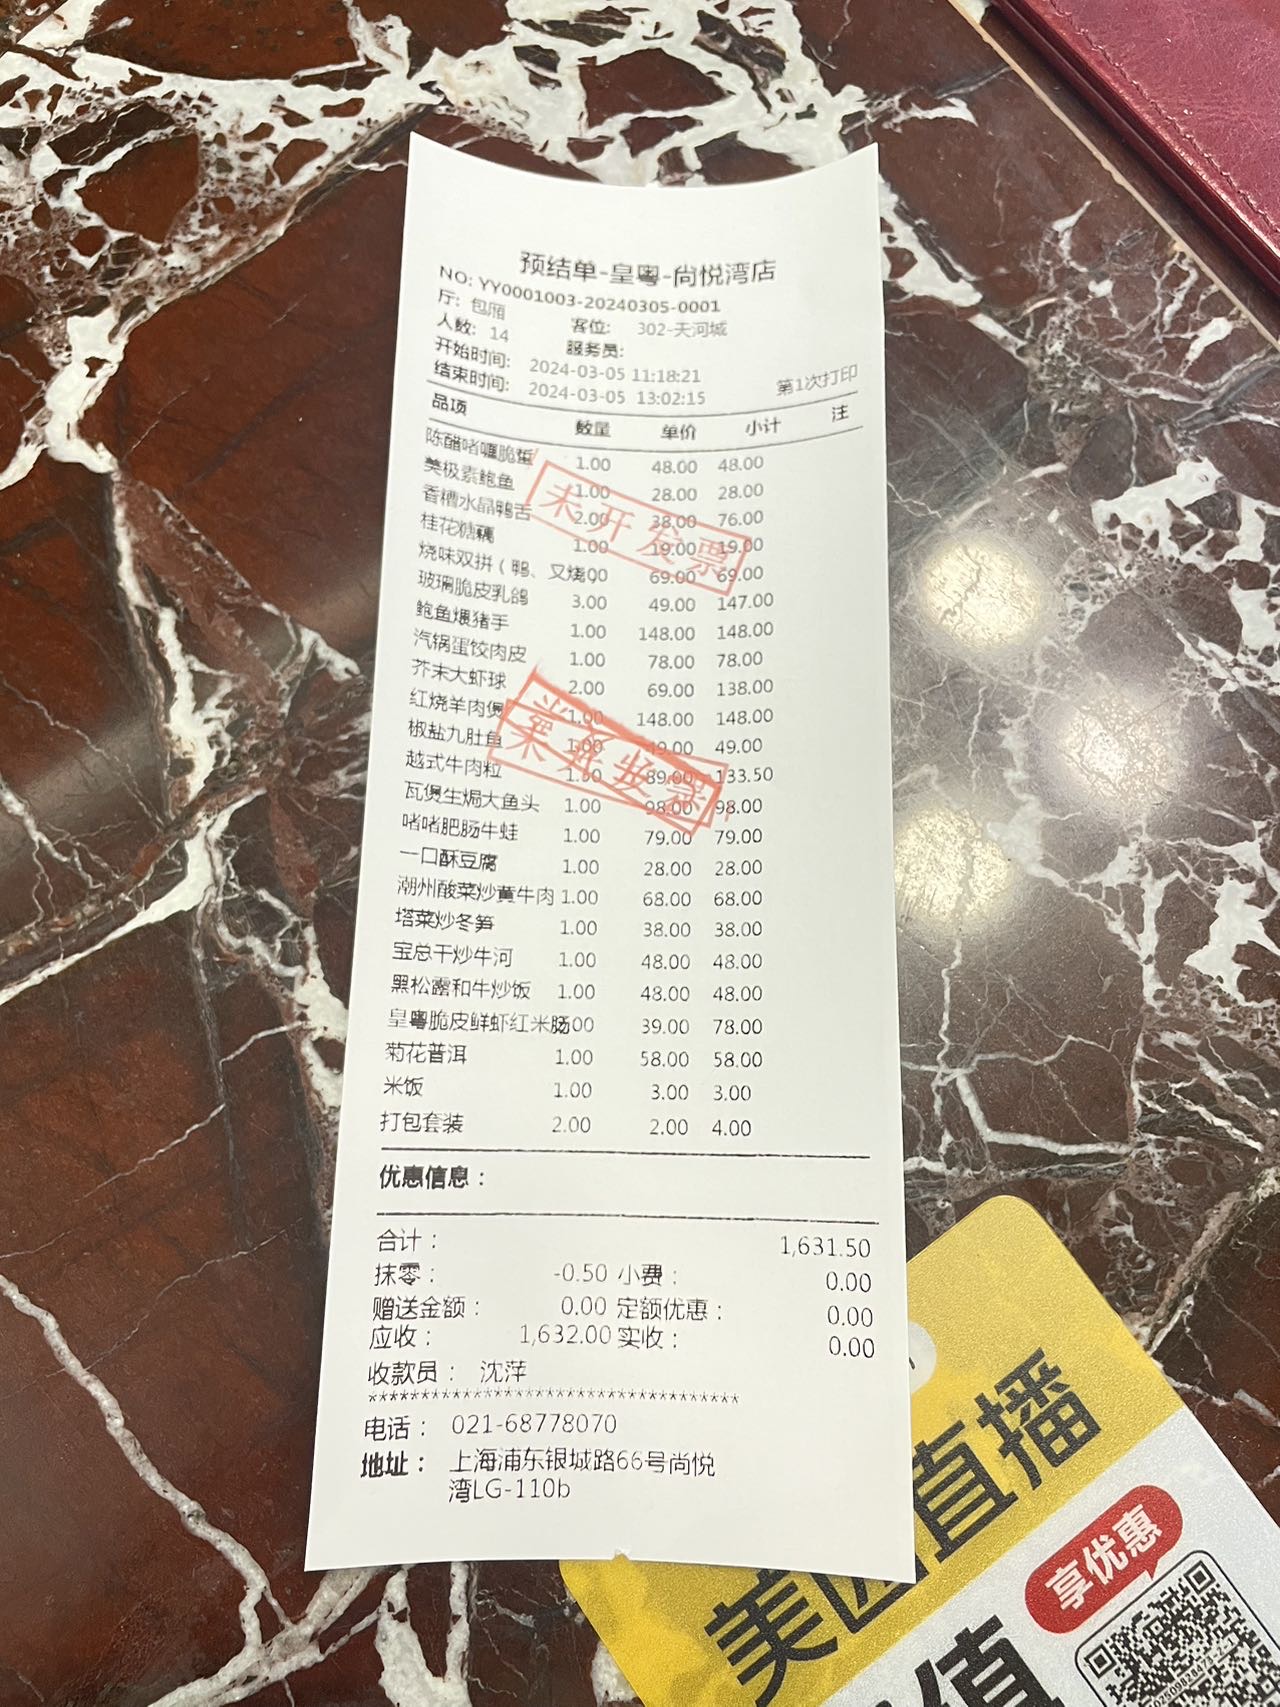 预结单-皇粤-尚悦湾店
NO: YY0001003-20240305-0001
厅: 包厢 客位: 302-天河城
人数: 14 服务员:
开始时间: 2024-03-05 11:18:21
结束时间: 2024-03-05 13:02:15 第1次打印
品项 数量 单价 小计 注
陈醋啫喱脆蜇 1.00 48.00 48.00
美极素鲍鱼 1.00 28.00 28.00
香糟水晶鸭舌 2.00 38.00 76.00
桂花糖藕 1.00 19.00 19.00
烧味双拼(鸭、叉烧 00 69.00 69.00
玻璃脆皮乳鸽 3.00 49.00 147.00
鲍鱼煨猪手 1.00 148.00 148.00
汽锅蛋饺肉皮 1.00 78.00 78.00
芥末大虾球 2.00 69.00 138.00
红烧羊肉煲 1.00 148.00 148.00
椒盐九肚鱼 1.00 49.00 49.00
越式牛肉粒 1.50 89.00 133.50
瓦煲生焗大鱼头 1.00 98.00 98.00
啫啫肥肠牛蛙 1.00 79.00 79.00
一口酥豆腐 1.00 28.00 28.00
潮州酸菜炒黄牛肉 1.00 68.00 68.00
塔菜炒冬笋 1.00 38.00 38.00
宝总干炒牛河 1.00 48.00 48.00
黑松露和牛炒饭 1.00 48.00 48.00
皇粤脆皮鲜虾红米肠 00 39.00 78.00
菊花普洱 1.00 58.00 58.00
米饭 1.00 3.00 3.00
打包套装 2.00 2.00 4.00
未开发票
未开发票
优惠信息:
合计: 1,631.50
抹零: -0.50 小费: 0.00
赠送金额: 0.00 定额优惠: 0.00
应收: 1,632.00 实收: 0.00
收款员: 沈萍
***********************************
电话: 021-68778070
地址: 上海浦东银城路66号尚悦
湾LG-110b
美团直播
值
享优惠